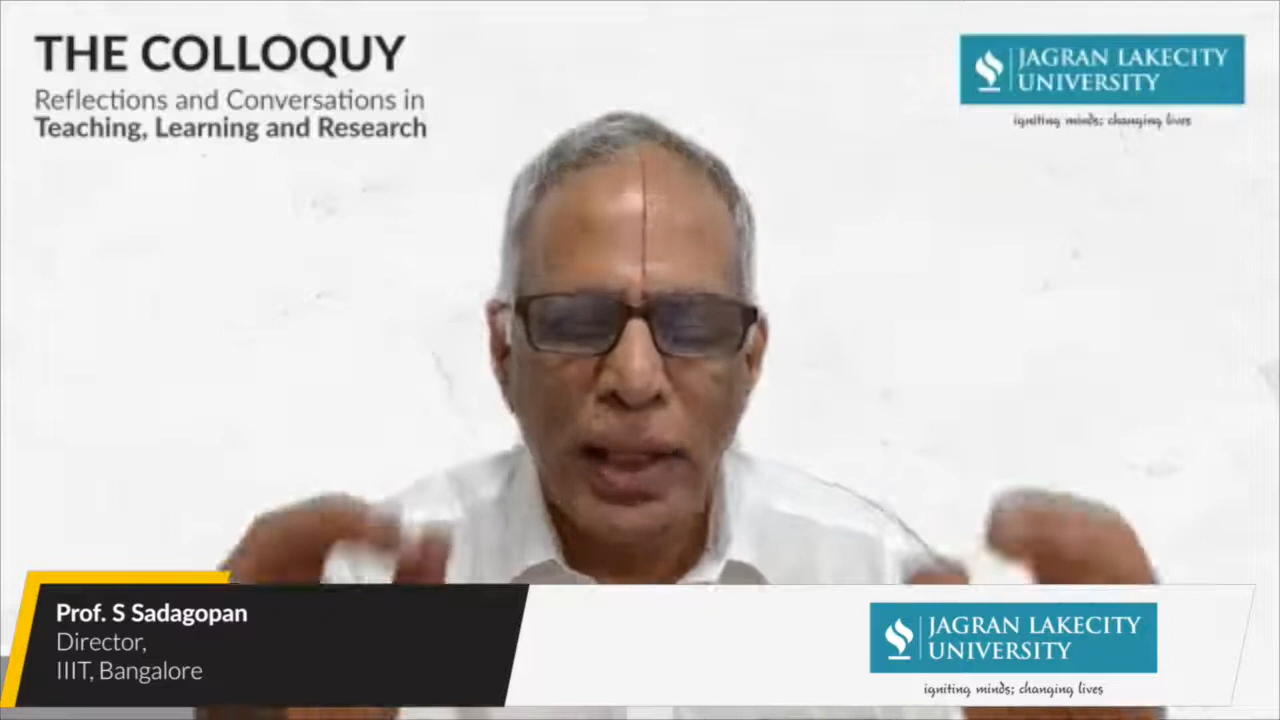 THE COLLOQUY
Reflections and Conversations in
Teaching, Learning and Research
JAGRAN LAKECITY
UNIVERSITY
igniting minds; changing lives
Prof. S Sadagopan
Director,
IIIT, Bangalore
JAGRAN LAKECITY
UNIVERSITY
igniting minds; changing lives